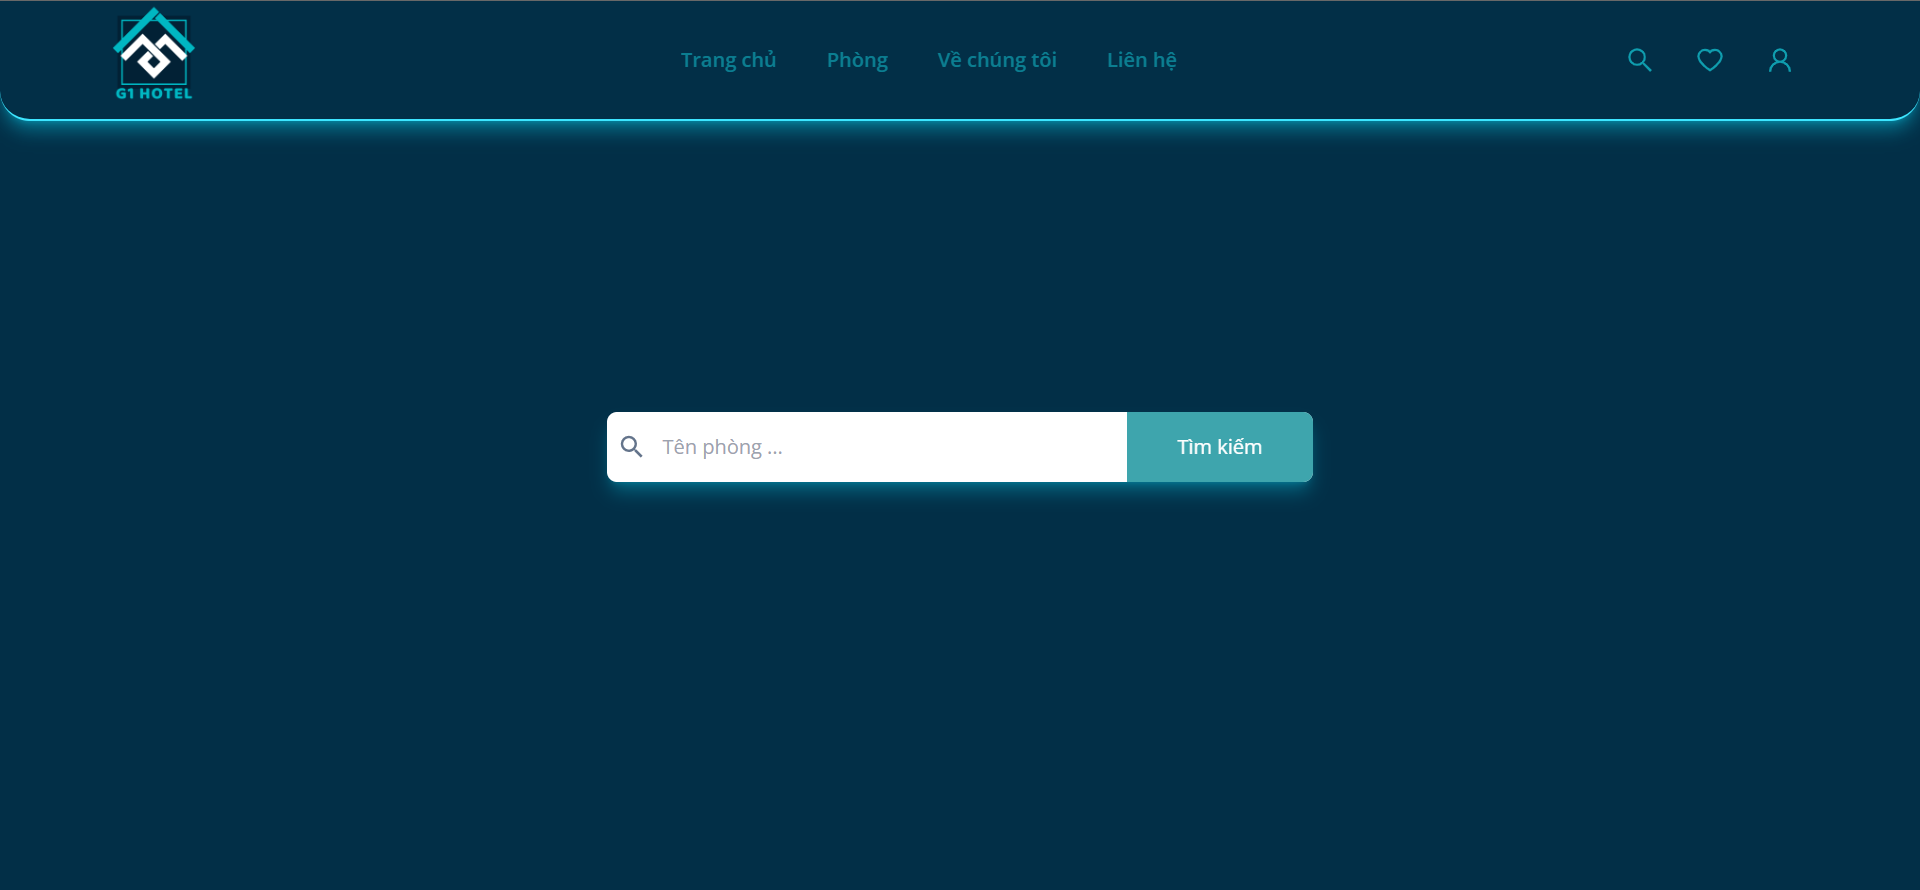 G1 HOTEL
Trang chủ Phòng Về chúng tôi Liên hệ
Tên phòng ... Tìm kiếm